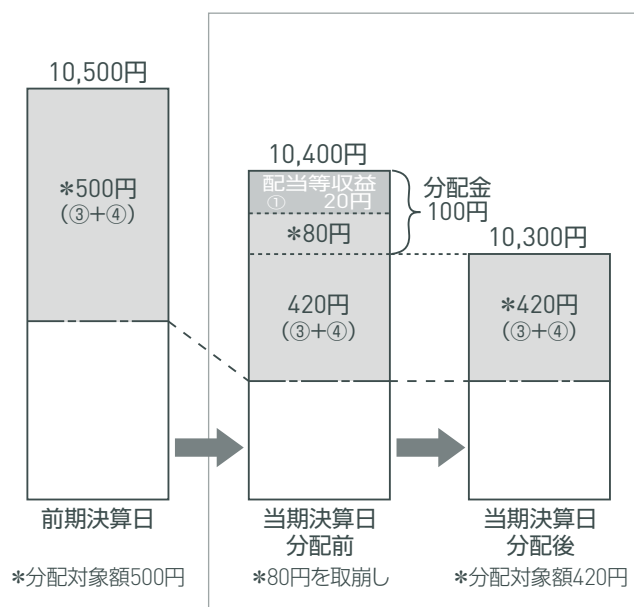 10,500円
*500円
(③+④)
前期決算日
*分配対象額500円
10,400円
配当等収益
① 20円
*80円
分配金
100円
420円
(③+④)
当期決算日
分配前
*80円を取崩し
10,300円
*420円
(③+④)
当期決算日
分配後
*分配対象額420円